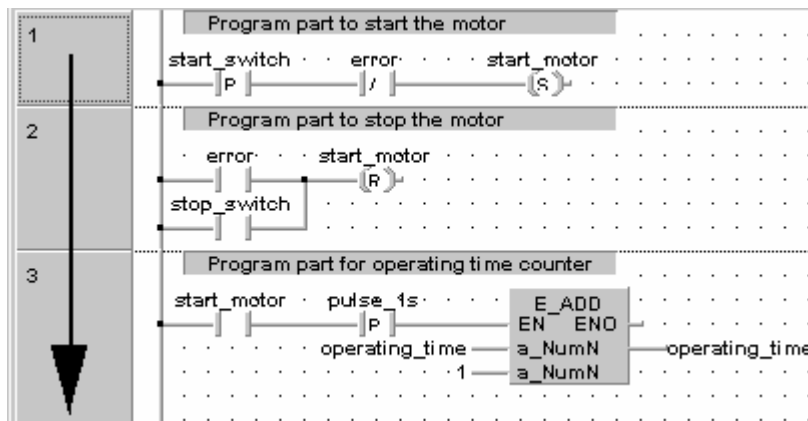 1
Program part to start the motor
start_switch error start_motor
P / S
2
Program part to stop the motor
error start_motor
R
stop_switch
3
Program part for operating time counter
start_motor pulse_1s E_ADD
P EN ENO
operating_time a_NumN operating_time
1 a_NumN